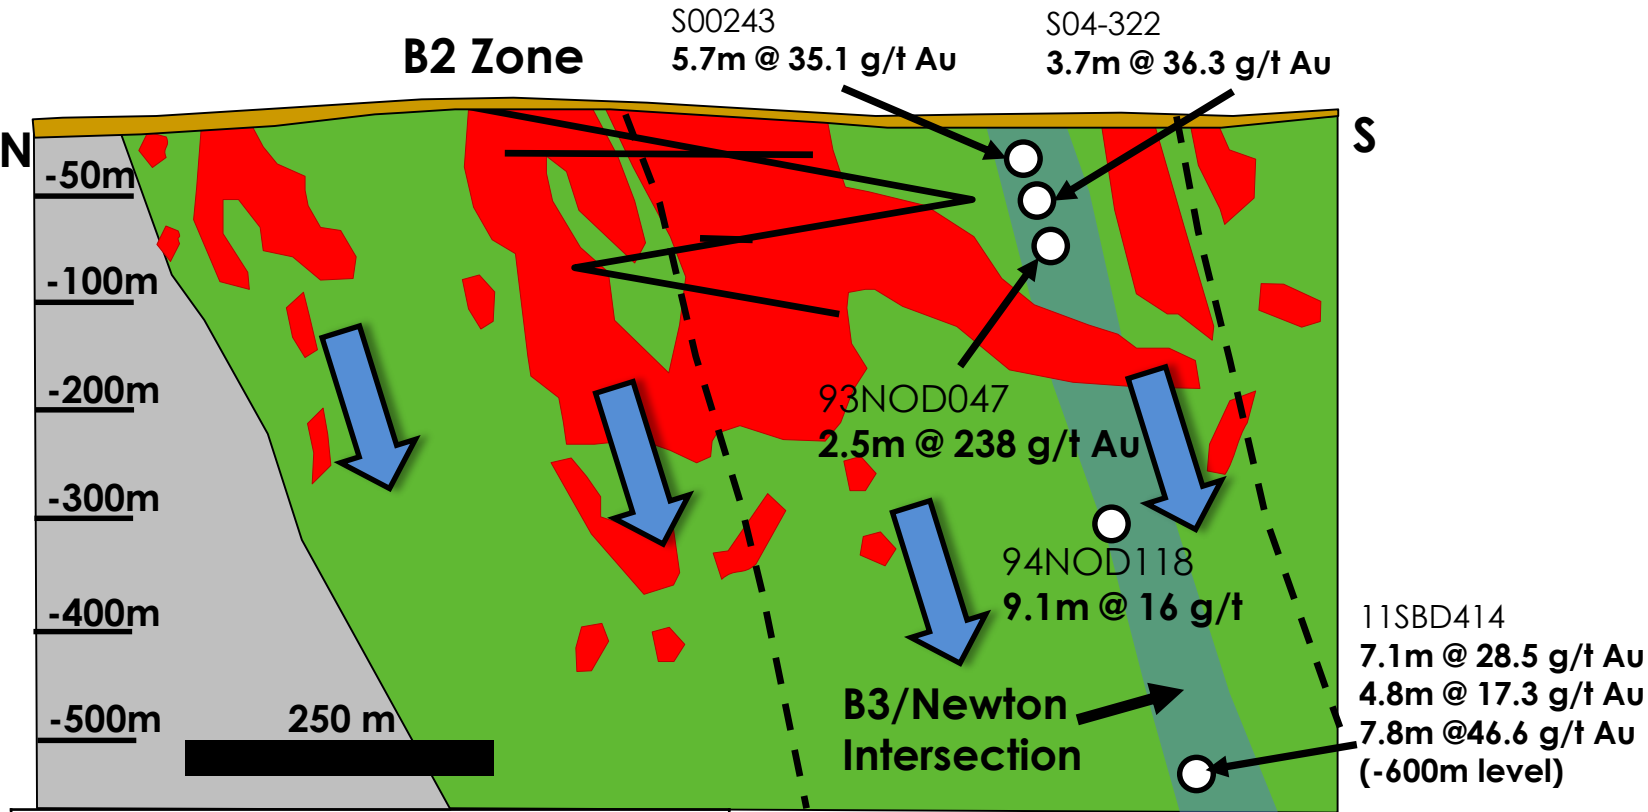 S00243
5.7m @ 35.1 g/t Au
S04-322
3.7m @ 36.3 g/t Au
B2 Zone
N
S
-50m
-100m
-200m
-300m
-400m
-500m
250 m
93NOD047
2.5m @ 238 g/t Au
94NOD118
9.1m @ 16 g/t
B3/Newton
Intersection
11SBD414
7.1m @ 28.5 g/t Au
4.8m @ 17.3 g/t Au
7.8m @46.6 g/t Au
(-600m level)